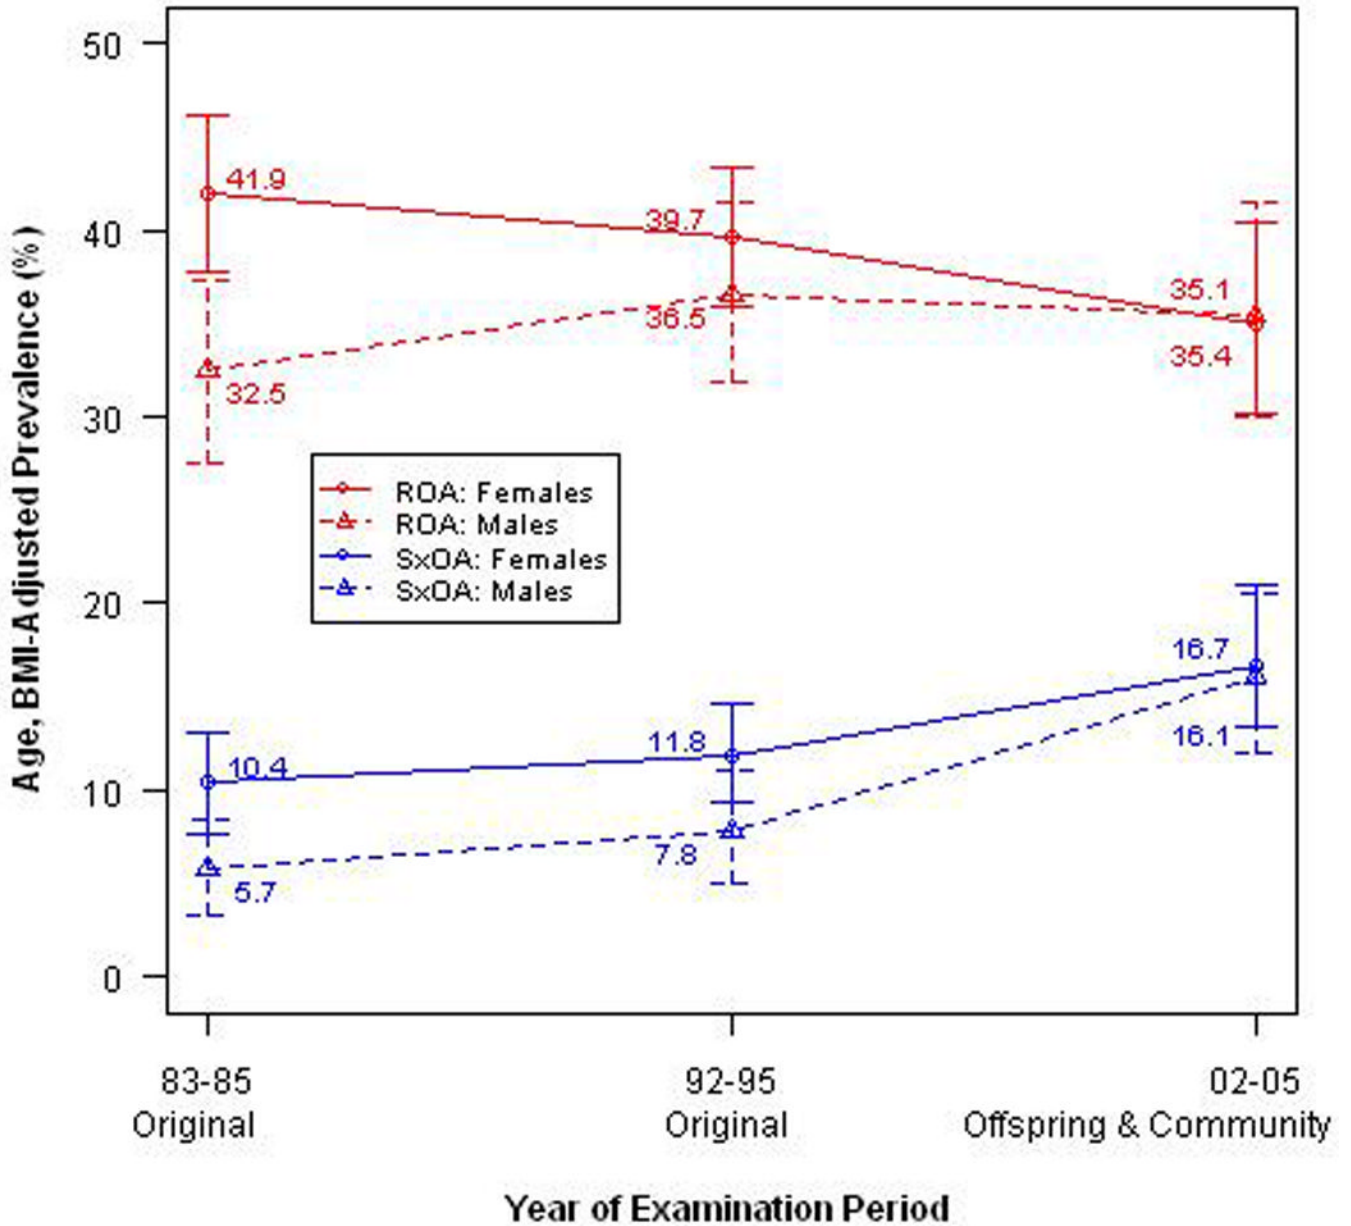 50
40
30
20
10
0
Age, BMI-Adjusted Prevalence (%)
41.9
39.7
35.1
32.5
36.5
35.4
ROA: Females
ROA: Males
SxOA: Females
SxOA: Males
10.4
11.8
16.7
5.7
7.8
16.1
83-85
Original
92-95
Original
02-05
Offspring & Community
Year of Examination Period